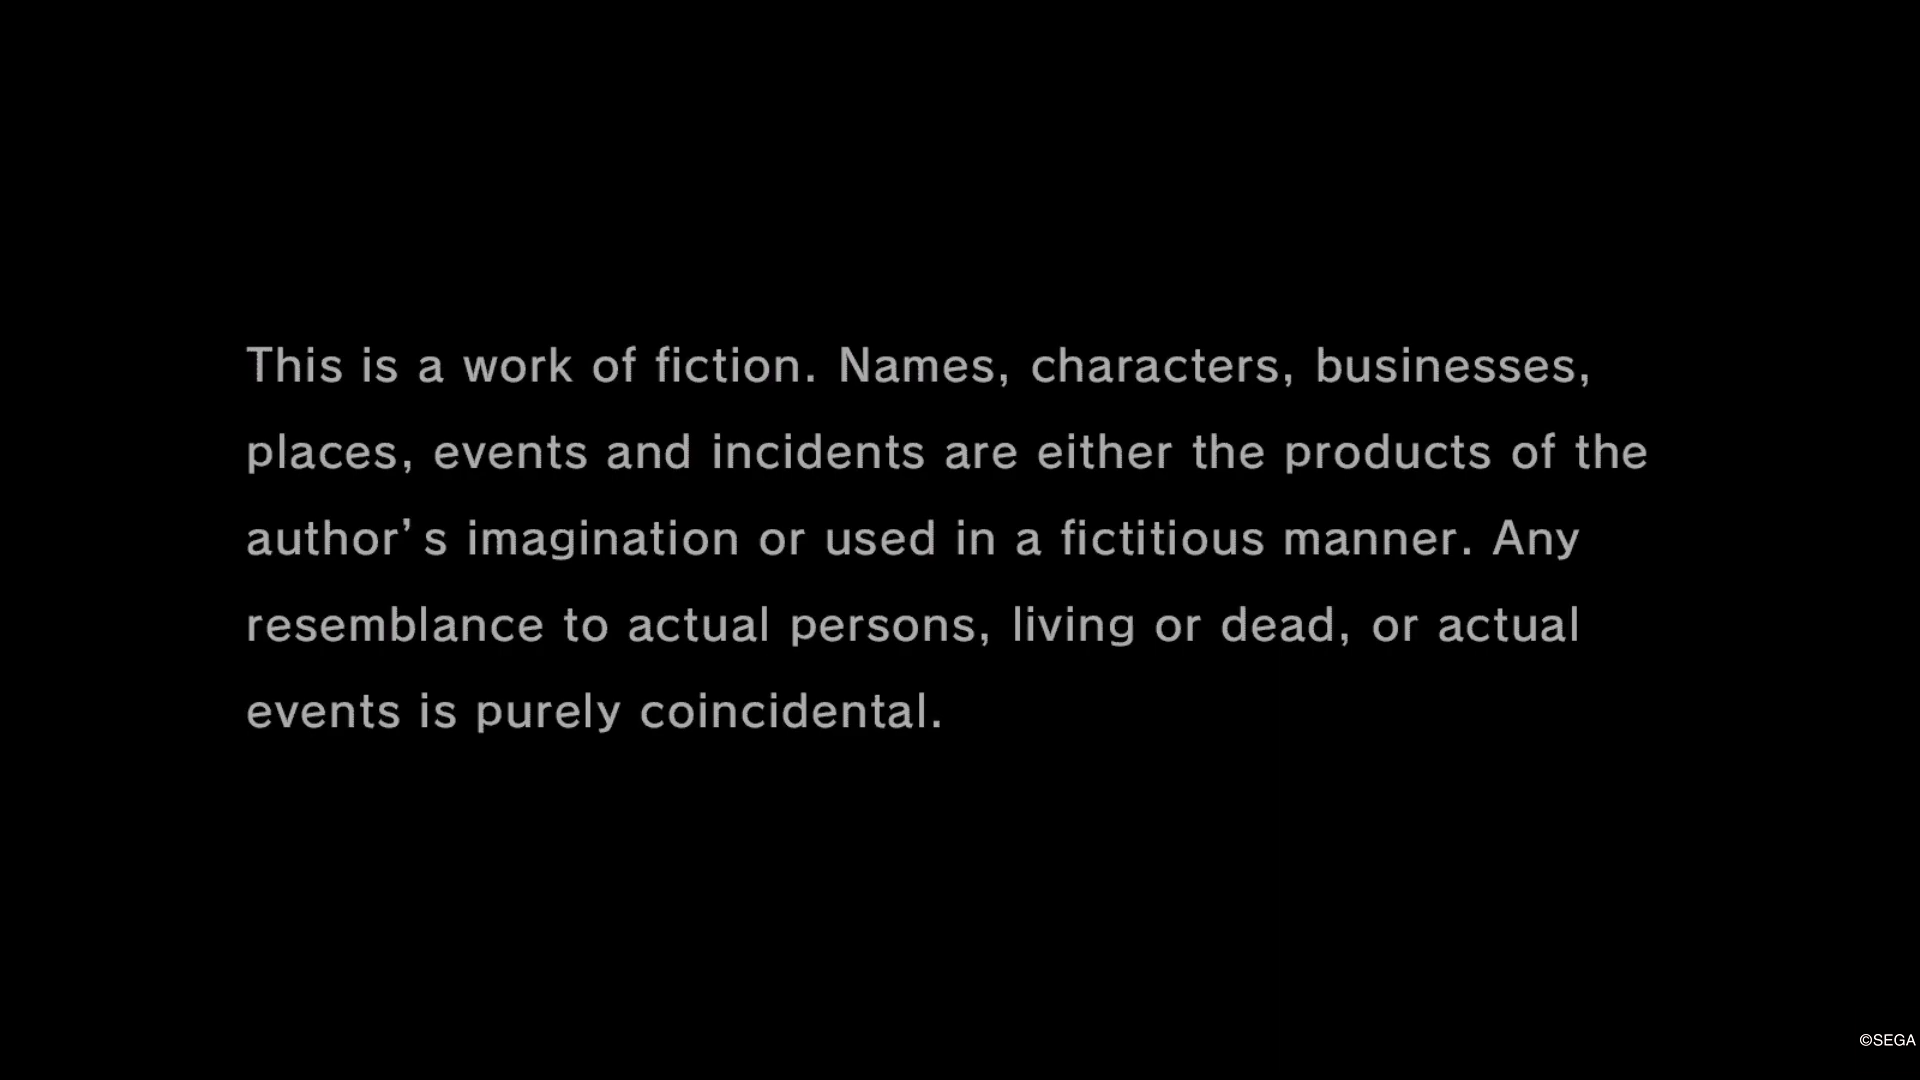 This is a work of fiction. Names, characters, businesses,
places, events and incidents are either the products of the
author’s imagination or used in a fictitious manner. Any
resemblance to actual persons, living or dead, or actual
events is purely coincidental.
©SEGA